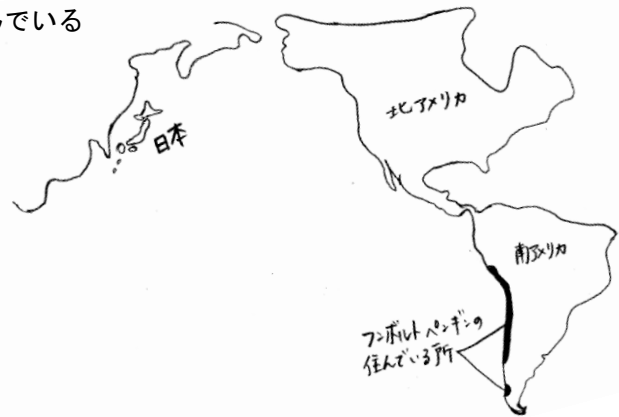 でいる
北アメリカ
日本
南アメリカ
フンボルトペンギンの
住んでいる所